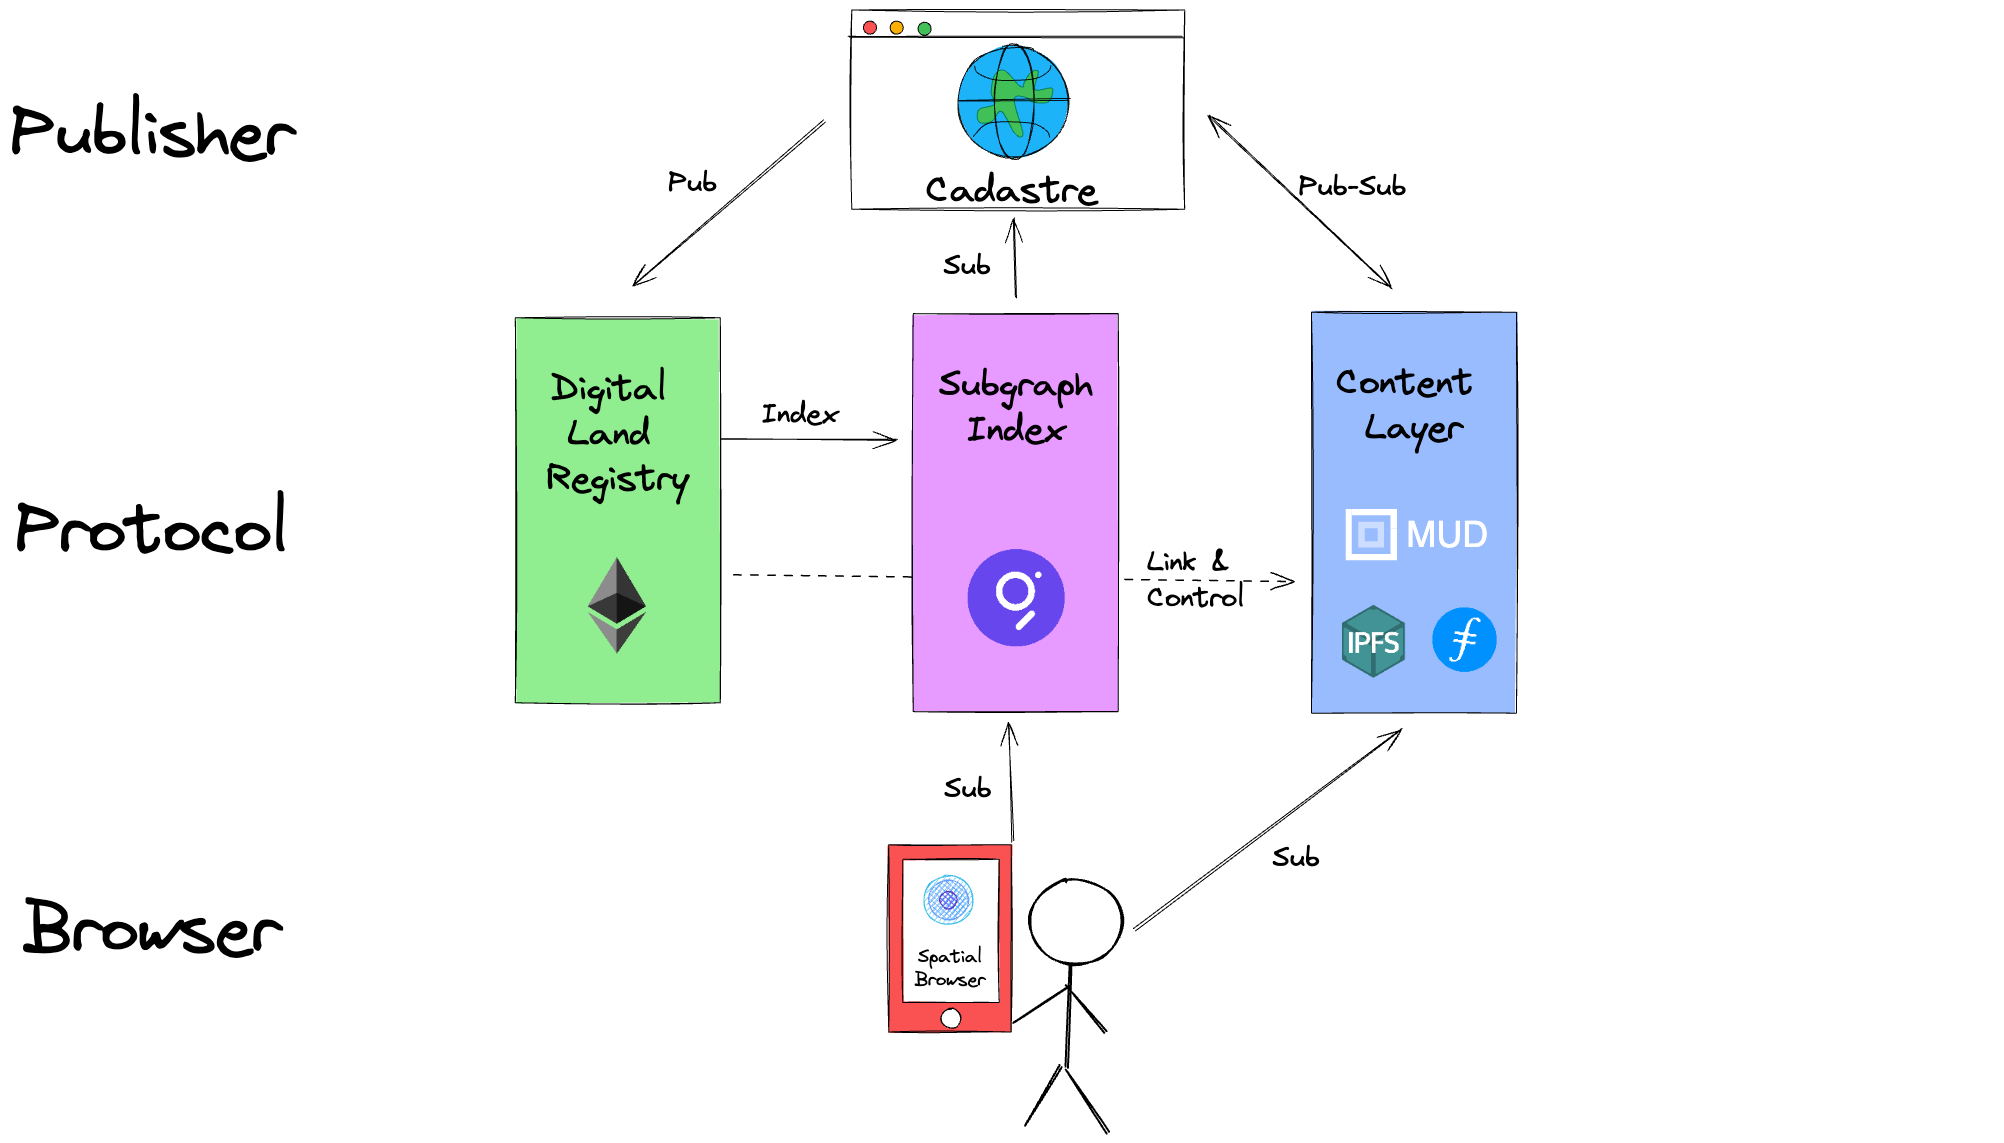 Publisher
Cadastre
Pub
Pub-Sub
Sub
Protocol
Digital
Land
Registry
Index
Subgraph
Index
Link &
Control
Content
Layer
MUD
IPFS
Sub
Sub
Browser
Spatial
Browser